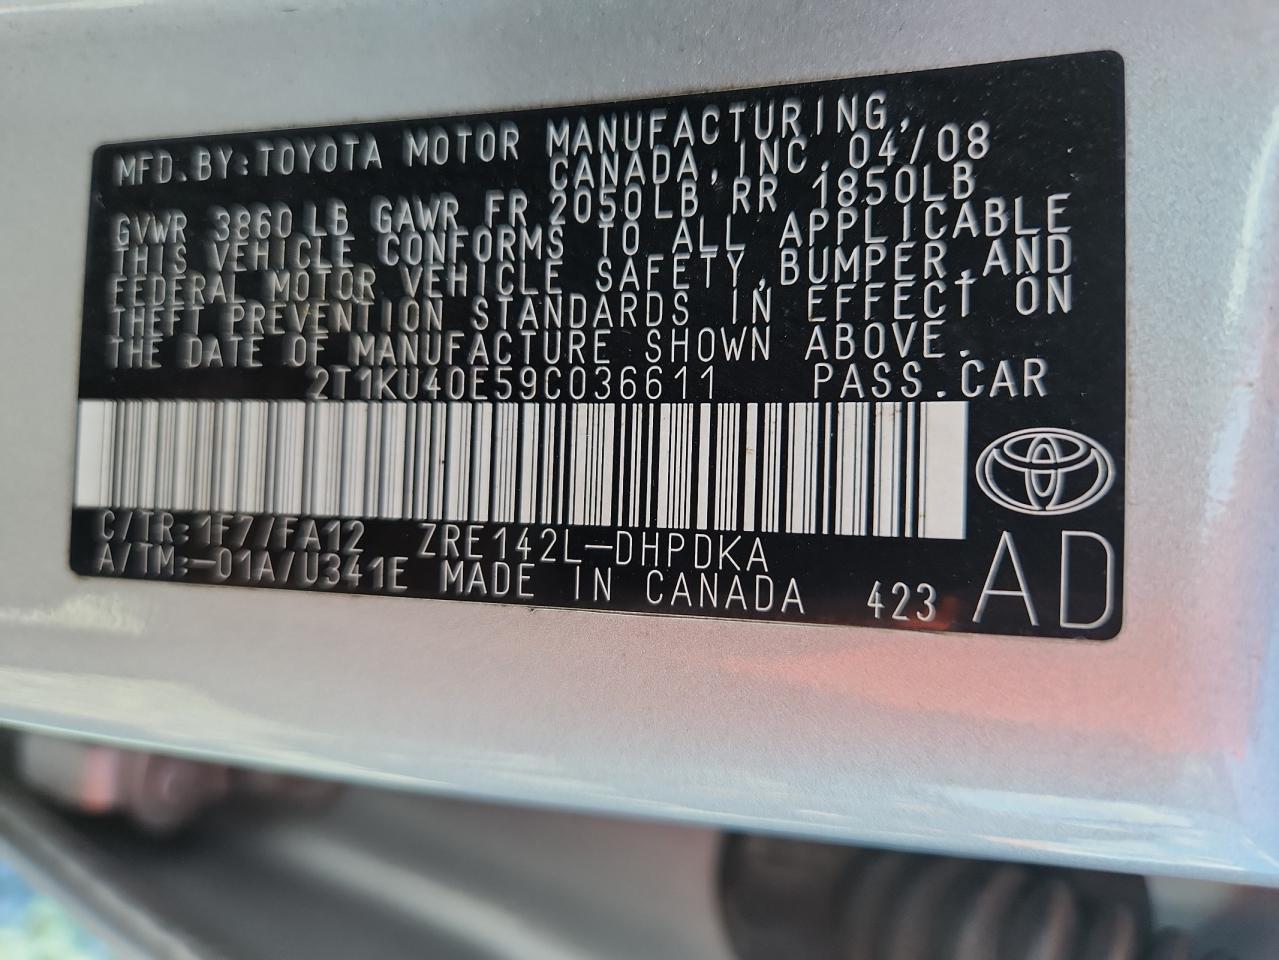 MFD.BY:TOYOTA MOTOR MANUFACTURING,
CANADA,INC.04/08
GVWR 3860LB GAWR FR 2050LB RR 1850LB
THIS VEHICLE CONFORMS TO ALL APPLICABLE
FEDERAL MOTOR VEHICLE SAFETY,BUMPER,AND
THEFT PREVENTION STANDARDS IN EFFECT ON
THE DATE OF MANUFACTURE SHOWN ABOVE.
2T1KU40E59C036611 PASS.CAR
C/TR:1F7/FA12 ZRE142L-DHPDKA
A/TM:-01A/U341E MADE IN CANADA 423 AD